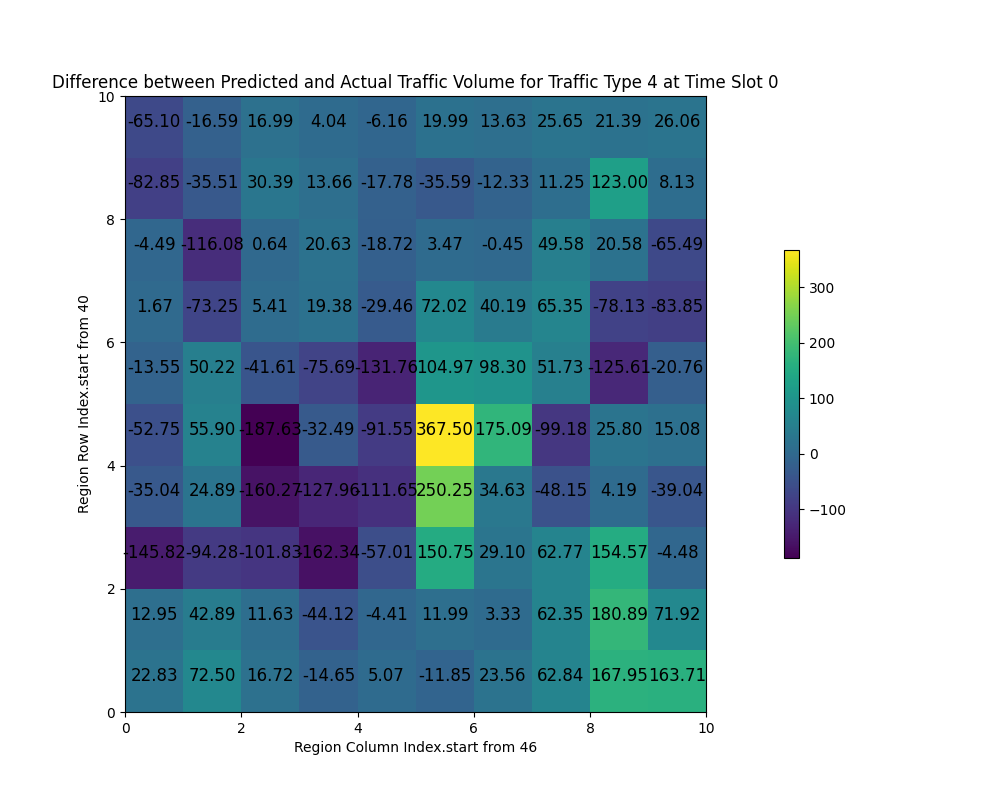 Difference between Predicted and Actual Traffic Volume for Traffic Type 4 at Time Slot 0
10
-65.10 -16.59 16.99 4.04 -6.16 19.99 13.63 25.65 21.39 26.06
-82.85 -35.51 30.39 13.66 -17.78 -35.59 -12.33 11.25 123.00 8.13
8
-4.49 -116.08 0.64 20.63 -18.72 3.47 -0.45 49.58 20.58 -65.49
1.67 -73.25 5.41 19.38 -29.46 72.02 40.19 65.35 -78.13 -83.85
6
-13.55 50.22 -41.61 -75.69 -131.76 104.97 98.30 51.73 -125.61 -20.76
-52.75 55.90 -187.63 -32.49 -91.55 367.50 175.09 -99.18 25.80 15.08
4
-35.04 24.89 -160.27 -127.96 -111.65 250.25 34.63 -48.15 4.19 -39.04
-145.82 -94.28 -101.83 -162.34 -57.01 150.75 29.10 62.77 154.57 -4.48
2
12.95 42.89 11.63 -44.12 -4.41 11.99 3.33 62.35 180.89 71.92
22.83 72.50 16.72 -14.65 5.07 -11.85 23.56 62.84 167.95 163.71
0
0 2 4 6 8 10
Region Column Index.start from 46
Region Row Index.start from 40
300
200
100
0
−100